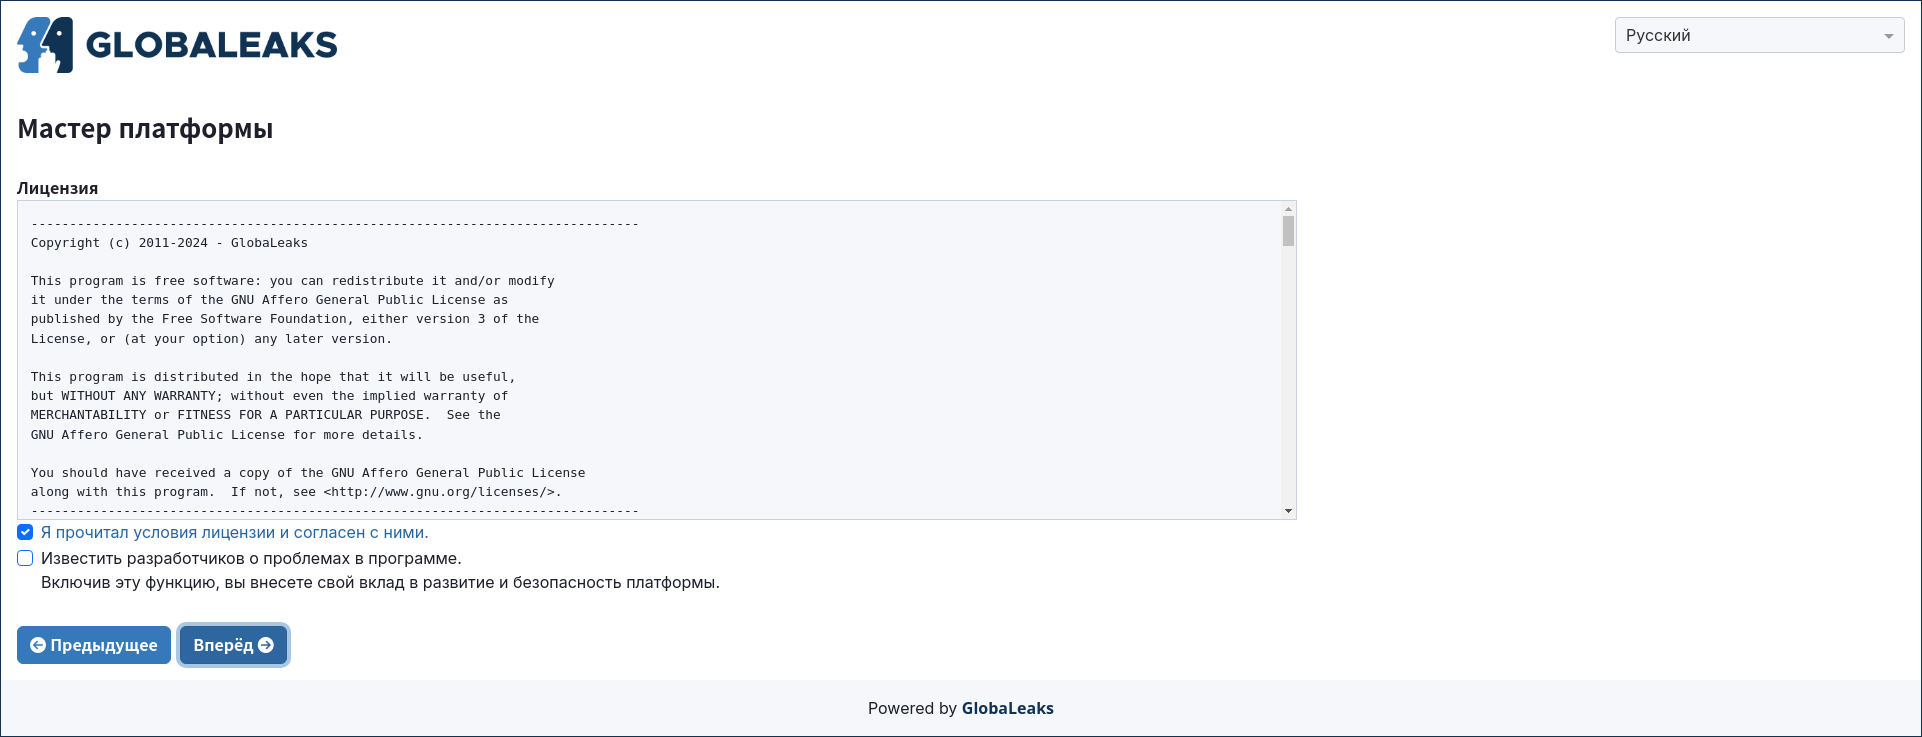 GLOBALEAKS
Русский
Мастер платформы
Лицензия
-------------------------------------------------------------------------------
Copyright (c) 2011-2024 - GlobaLeaks
This program is free software: you can redistribute it and/or modify
it under the terms of the GNU Affero General Public License as
published by the Free Software Foundation, either version 3 of the
License, or (at your option) any later version.
This program is distributed in the hope that it will be useful,
but WITHOUT ANY WARRANTY; without even the implied warranty of
MERCHANTABILITY or FITNESS FOR A PARTICULAR PURPOSE.  See the
GNU Affero General Public License for more details.
You should have received a copy of the GNU Affero General Public License
along with this program.  If not, see <http://www.gnu.org/licenses/>.
-------------------------------------------------------------------------------
Я прочитал условия лицензии и согласен с ними.
Известить разработчиков о проблемах в программе.
Включив эту функцию, вы внесете свой вклад в развитие и безопасность платформы.
Предыдущее Вперёд
Powered by GlobaLeaks